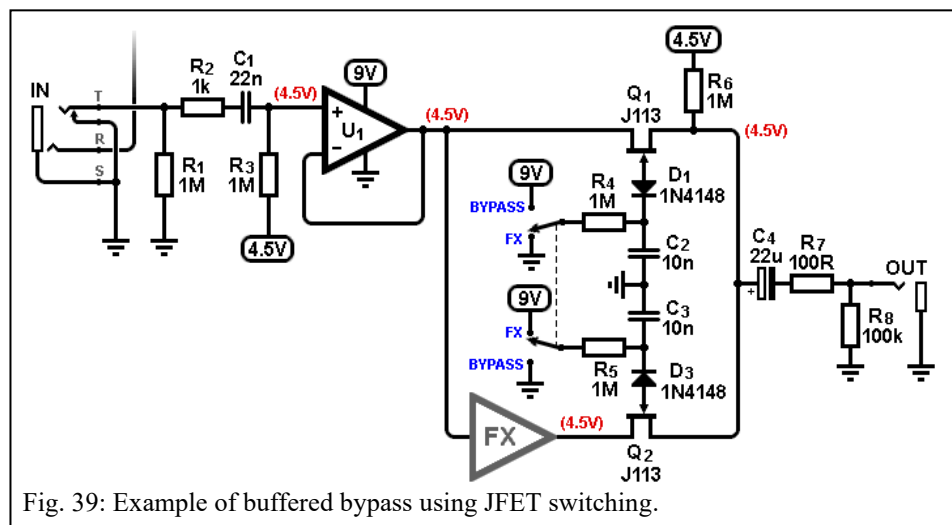 4.5V
IN
T
R
S
R2
1k
C1
22n
(4.5V)
9V
+
U1
−
(4.5V)
R1
1M
R3
1M
4.5V
Q1
J113
R6
1M
(4.5V)
D1
1N4148
9V
BYPASS
FX
R4
1M
C2
10n
C3
10n
9V
FX
BYPASS
R5
1M
D3
1N4148
FX
(4.5V)
Q2
J113
C4
22u
+
R7
100R
OUT
R8
100k
Fig. 39: Example of buffered bypass using JFET switching.